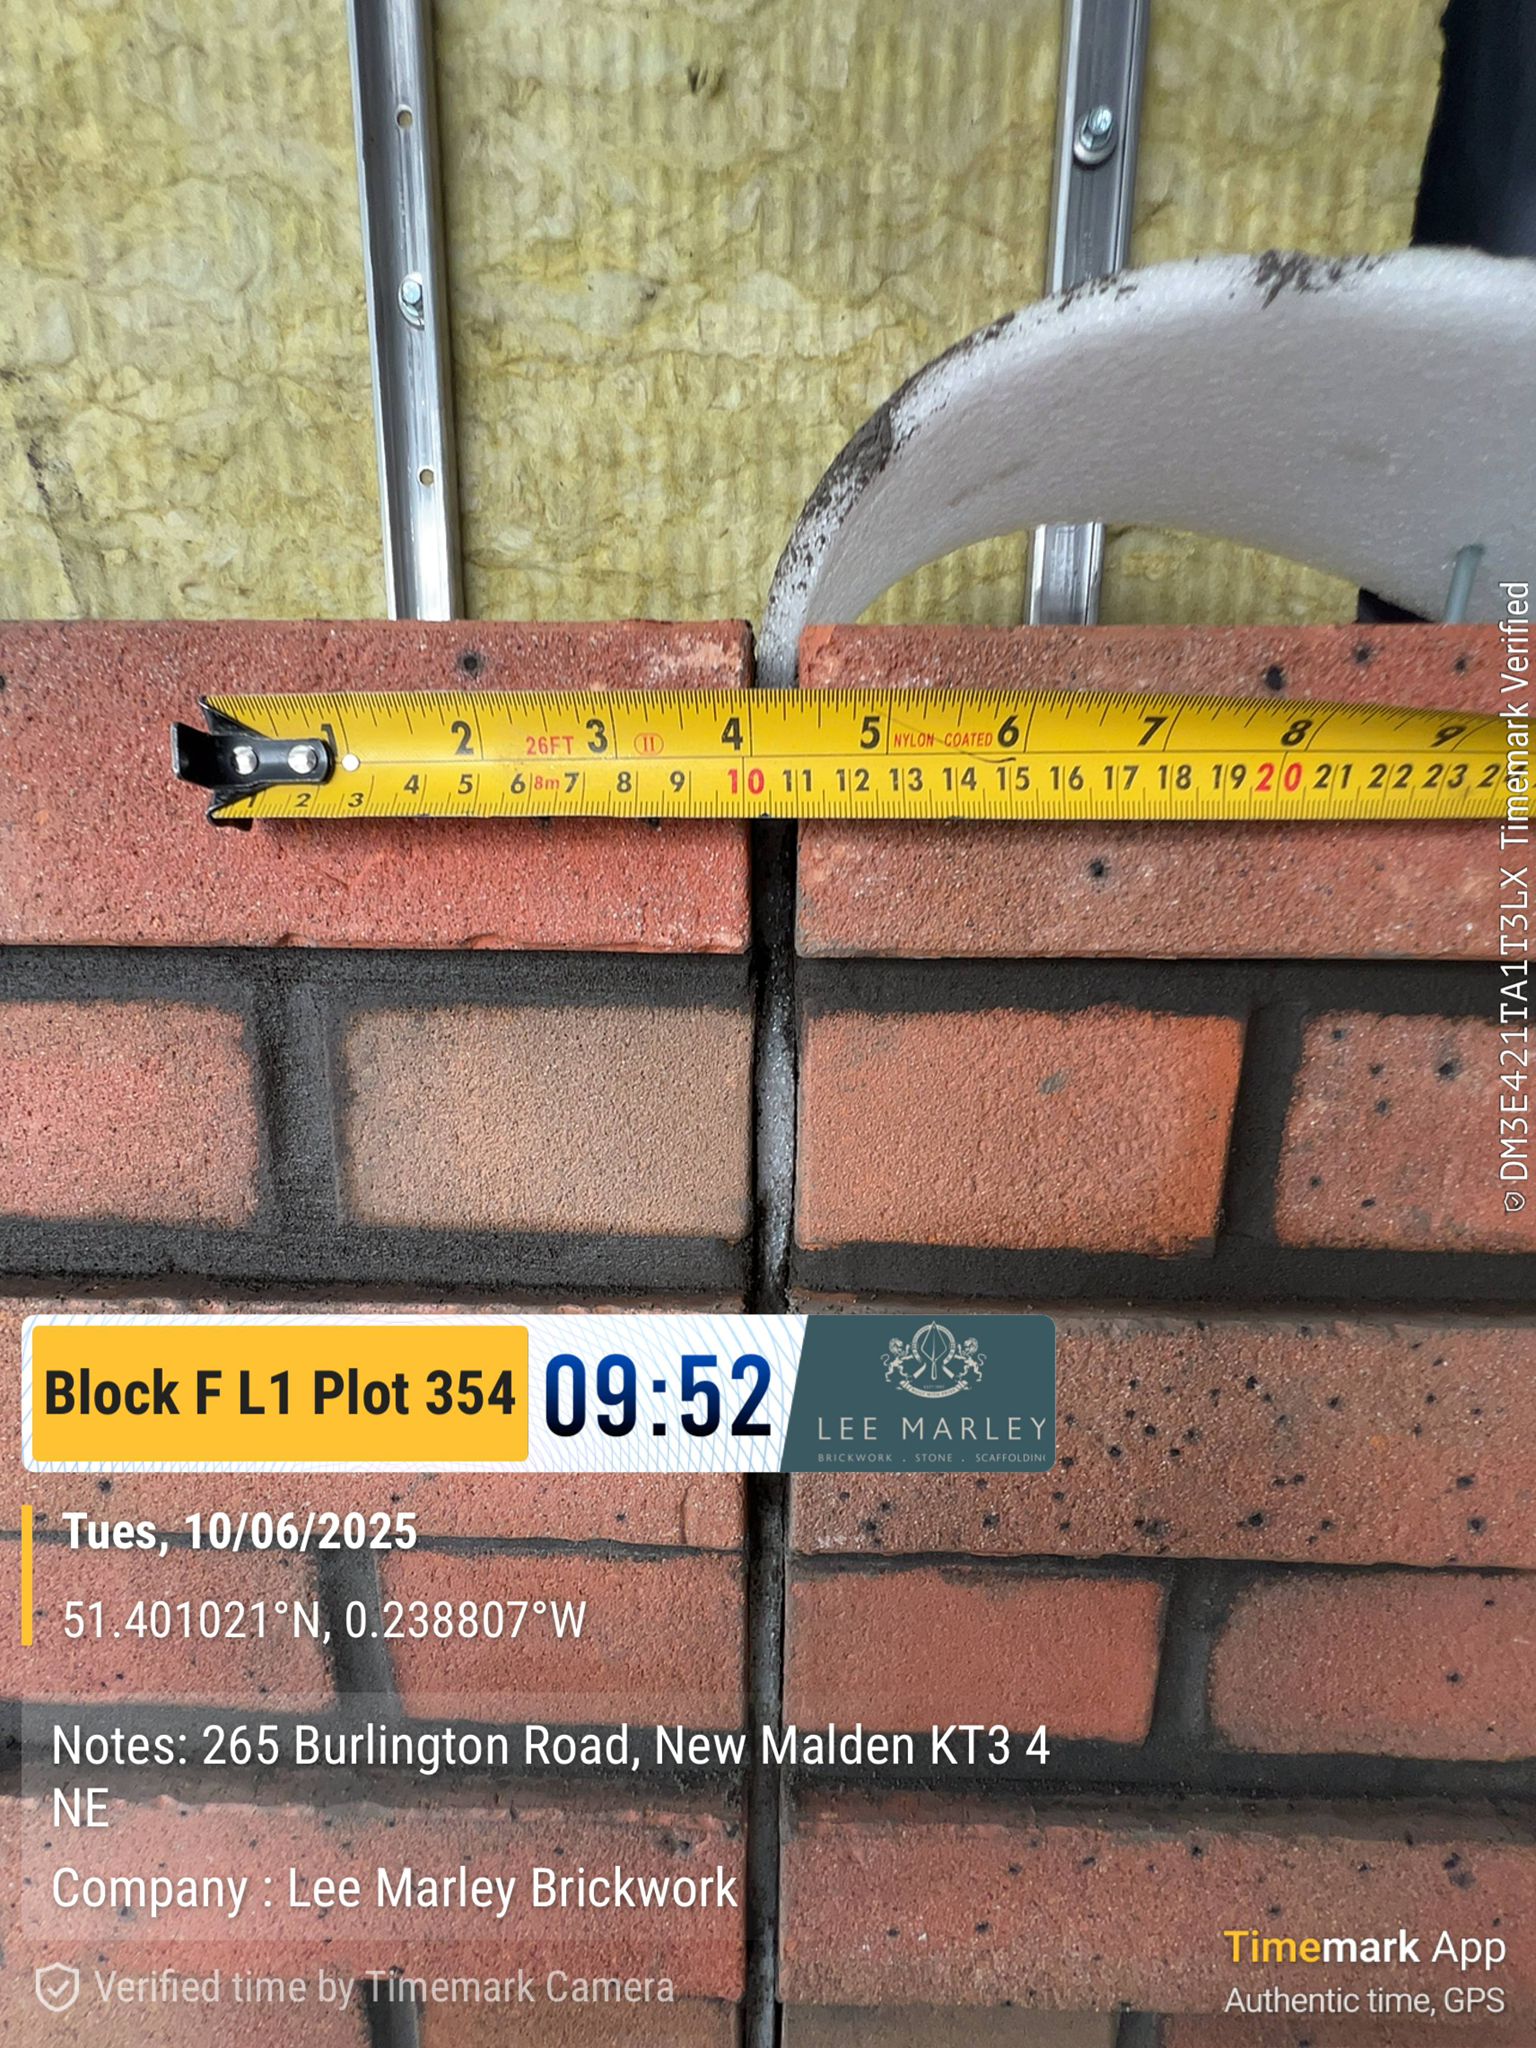 1 2 26FT 3 II 4 5 NYLON COATED 6 7 8 9
1 2 3 4 5 6 8m 7 8 9 10 11 12 13 14 15 16 17 18 19 20 21 22 23
DM3E421TA1T3LX Timemark Verified
Block F L1 Plot 354
09:52
LEE MARLEY
BRICKWORK . STONE . SCAFFOLDING
Tues, 10/06/2025
51.401021°N, 0.238807°W
Notes: 265 Burlington Road, New Malden KT3 4
NE
Company : Lee Marley Brickwork
Verified time by Timemark Camera
Timemark App
Authentic time, GPS